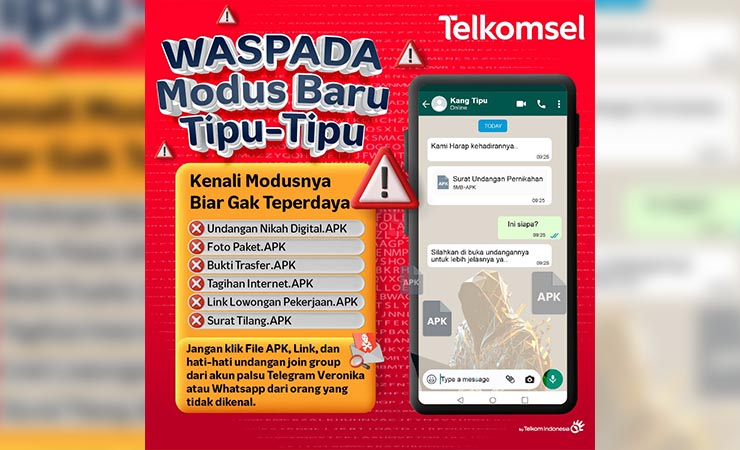 Telkomsel
WASPADA
Modus Baru
Tipu-Tipu
Kenali Modusnya
Biar Gak Teperdaya
Undangan Nikah Digital.APK
Foto Paket.APK
Bukti Trasfer.APK
Tagihan Internet.APK
Link Lowongan Pekerjaan.APK
Surat Tilang.APK
Jangan klik File APK, Link, dan
hati-hati undangan join group
dari akun palsu Telegram Veronika
atau Whatsapp dari orang yang
tidak dikenal.
Kang Tipu
Online
TODAY
Kami Harap kehadirannya..
09:25
APK
Surat Undangan Pernikahan
6MB-APK
09:25
Ini siapa?
09:25
Silahkan di buka undangannya
untuk lebih jelasnya ya..
09:25
APK
APK
Type a message
by Telkom Indonesia